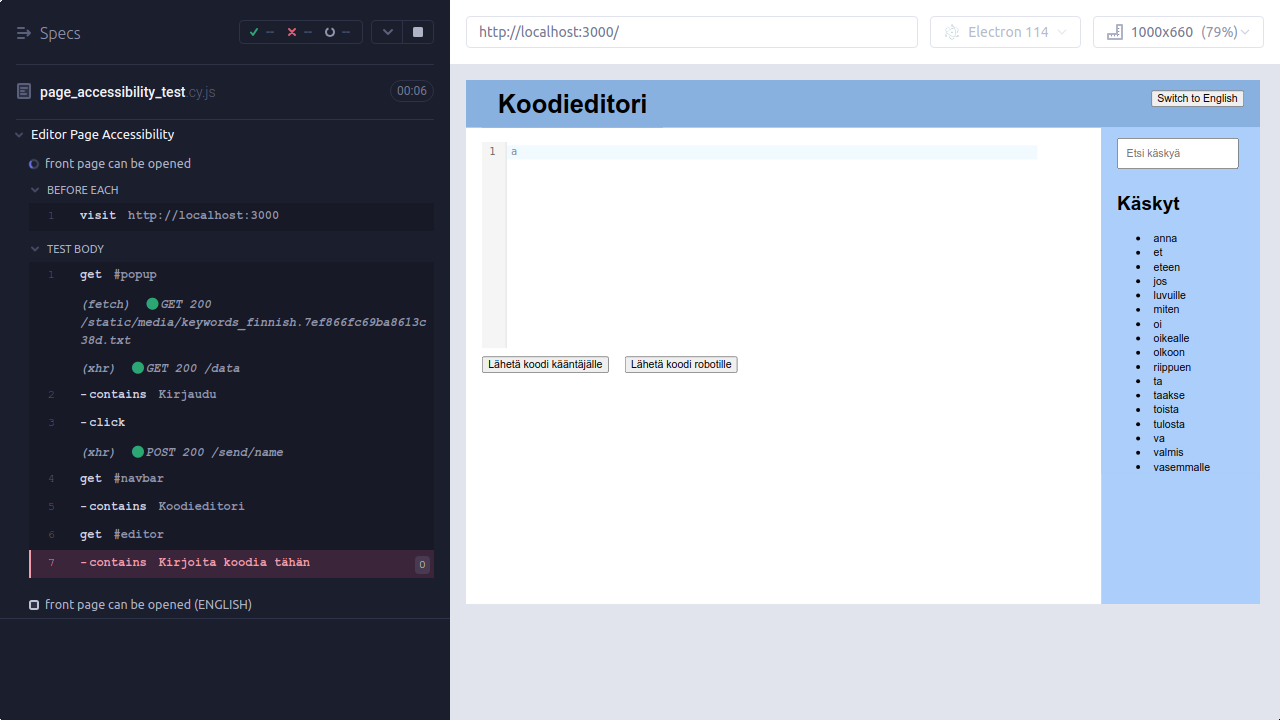 Specs
✓ -- ✕ -- --
page_accessibility_test.cy.js 00:06
Editor Page Accessibility
front page can be opened
BEFORE EACH
1 visit http://localhost:3000
TEST BODY
1 get #popup
(fetch) GET 200
/static/media/keywords_finnish.7ef866fc69ba8613c
38d.txt
(xhr) GET 200 /data
2 -contains Kirjaudu
3 -click
(xhr) POST 200 /send/name
4 get #navbar
5 -contains Koodieditori
6 get #editor
7 -contains Kirjoita koodia tähän 0
front page can be opened (ENGLISH)
http://localhost:3000/ Electron 114 1000x660 (79%)
Koodieditori Switch to English
1 a
Lähetä koodi kääntäjälle Lähetä koodi robotille
Etsi käskyä
Käskyt
anna
et
eteen
jos
luvuille
miten
oi
oikealle
olkoon
riippuen
ta
taakse
toista
tulosta
va
valmis
vasemmalle